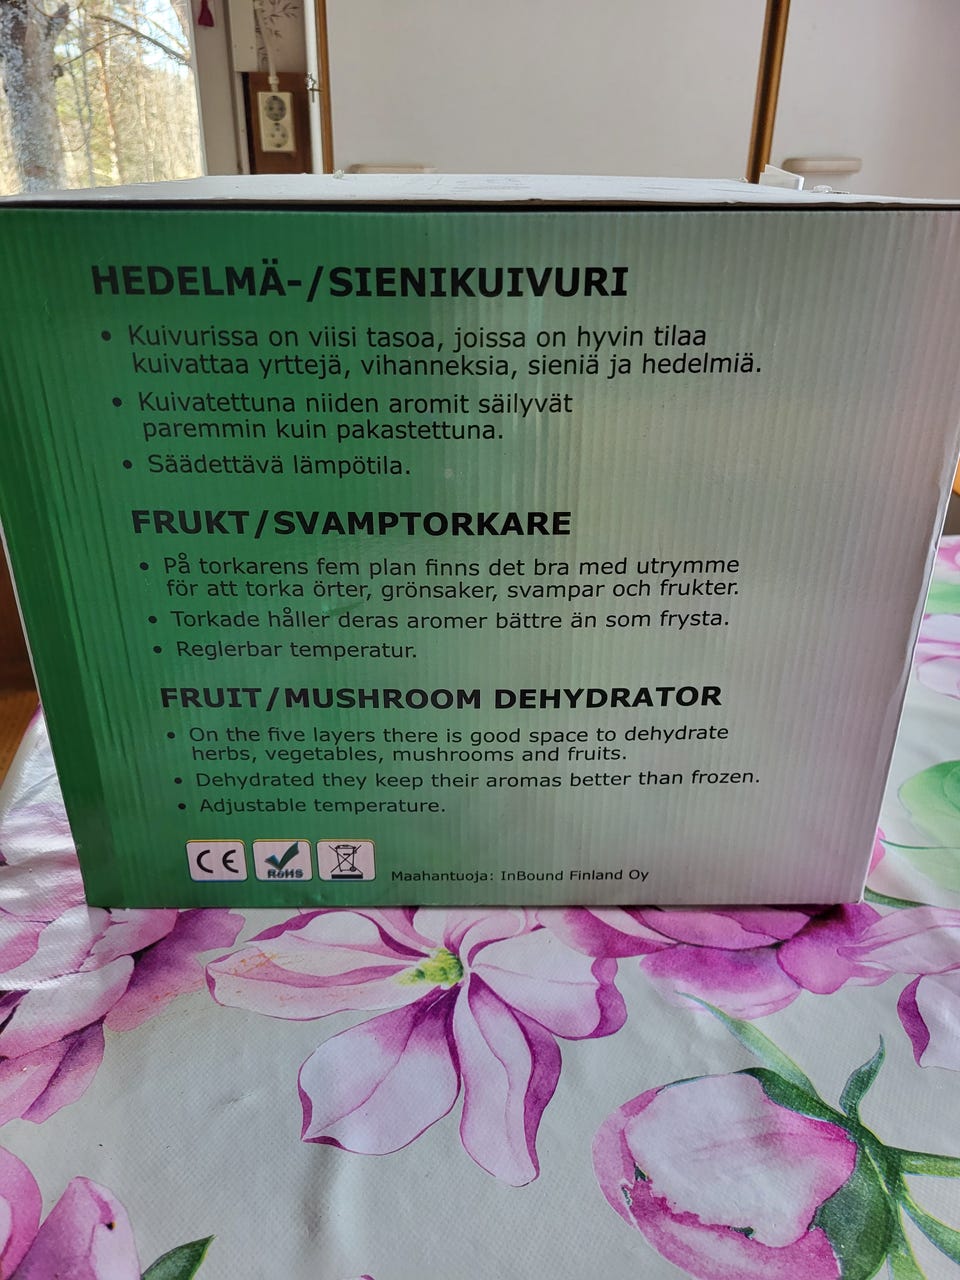 HEDELMÄ-/SIENIKUIVURI
• Kuivurissa on viisi tasoa, joissa on hyvin tilaa
kuivattaa yrttejä, vihanneksia, sieniä ja hedelmiä.
• Kuivatettuna niiden aromit säilyvät
paremmin kuin pakastettuna.
• Säädettävä lämpötila.
FRUKT/SVAMPTORKARE
• På torkarens fem plan finns det bra med utrymme
för att torka örter, grönsaker, svampar och frukter.
• Torkade håller deras aromer bättre än som frysta.
• Reglerbar temperatur.
FRUIT/MUSHROOM DEHYDRATOR
• On the five layers there is good space to dehydrate
herbs, vegetables, mushrooms and fruits.
• Dehydrated they keep their aromas better than frozen.
• Adjustable temperature.
CE RoHS Maahantuoja: InBound Finland Oy